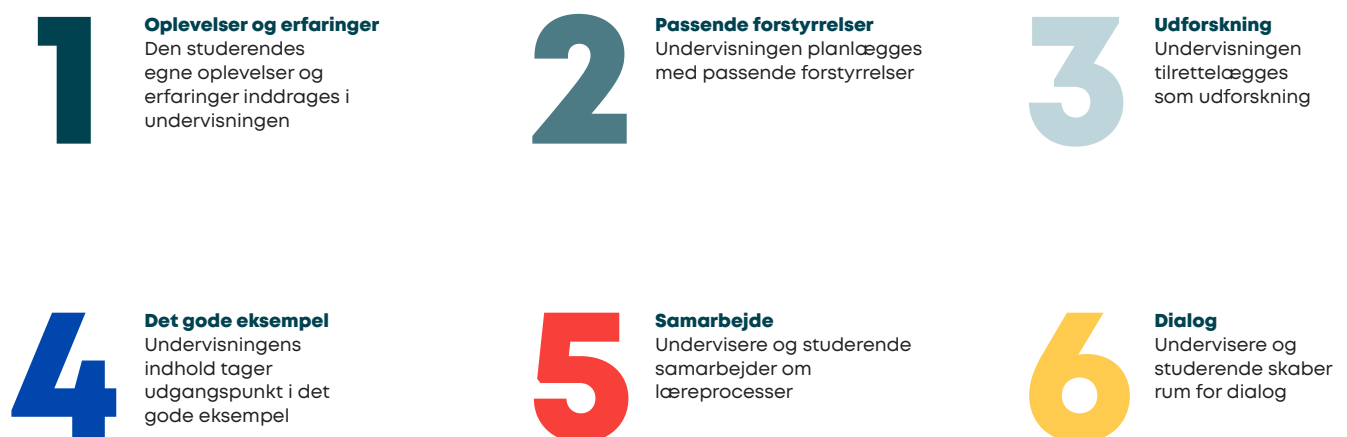 1
Oplevelser og erfaringer
Den studerendes
egne oplevelser og
erfaringer inddrages i
undervisningen
2
Passende forstyrrelser
Undervisningen planlægges
med passende forstyrrelser
3
Udforskning
Undervisningen
tilrettelægges
som udforskning
4
Det gode eksempel
Undervisningens
indhold tager
udgangspunkt i det
gode eksempel
5
Samarbejde
Undervisere og studerende
samarbejder om
læreprocesser
6
Dialog
Undervisere og
studerende skaber
rum for dialog